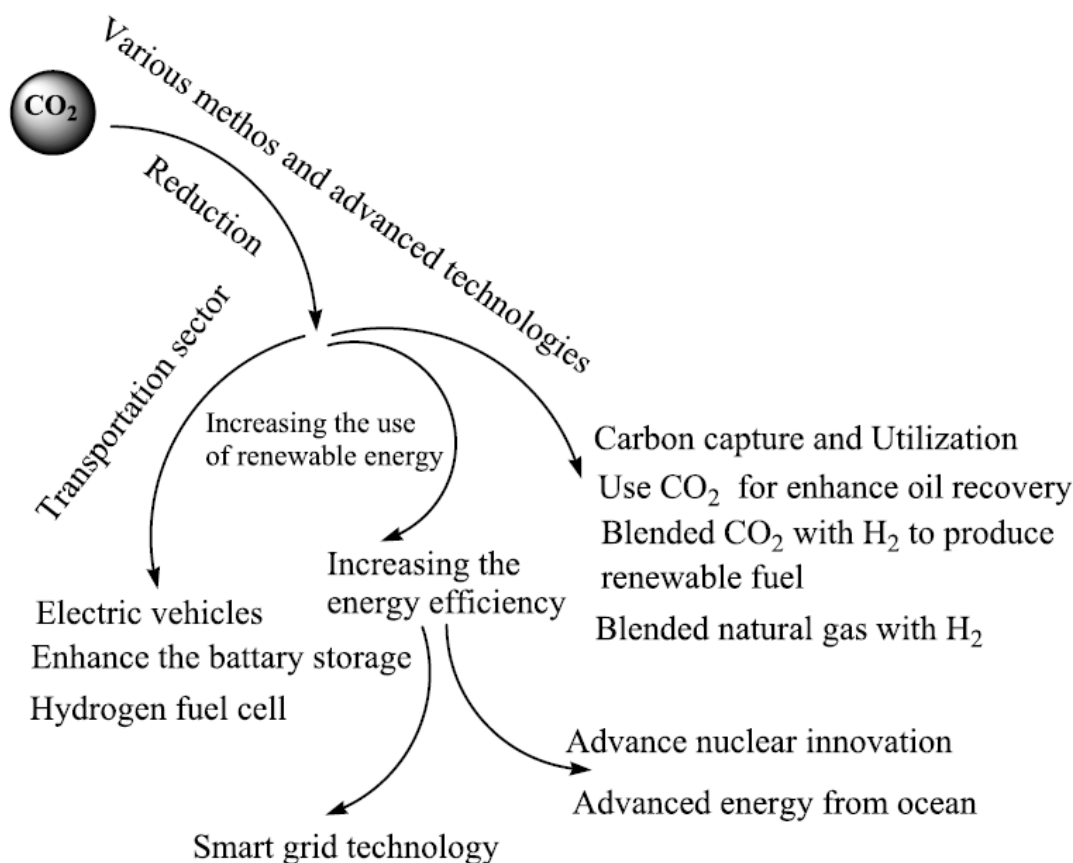 CO₂
Various methos and advanced technologies
Reduction
Transportation sector
Increasing the use
of renewable energy
Carbon capture and Utilization
Use CO₂ for enhance oil recovery
Blended CO₂ with H₂ to produce
renewable fuel
Blended natural gas with H₂
Increasing the
energy efficiency
Electric vehicles
Enhance the battary storage
Hydrogen fuel cell
Advance nuclear innovation
Advanced energy from ocean
Smart grid technology